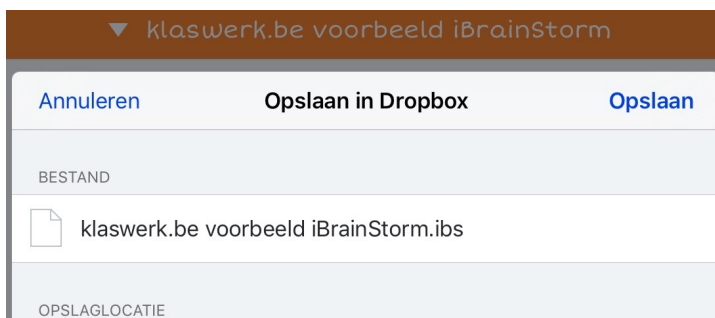 ▼ klaswerk.be voorbeeld iBrainStorm
Annuleren Opslaan in Dropbox Opslaan
BESTAND
klaswerk.be voorbeeld iBrainStorm.ibs
OPSLAGLOCATIE